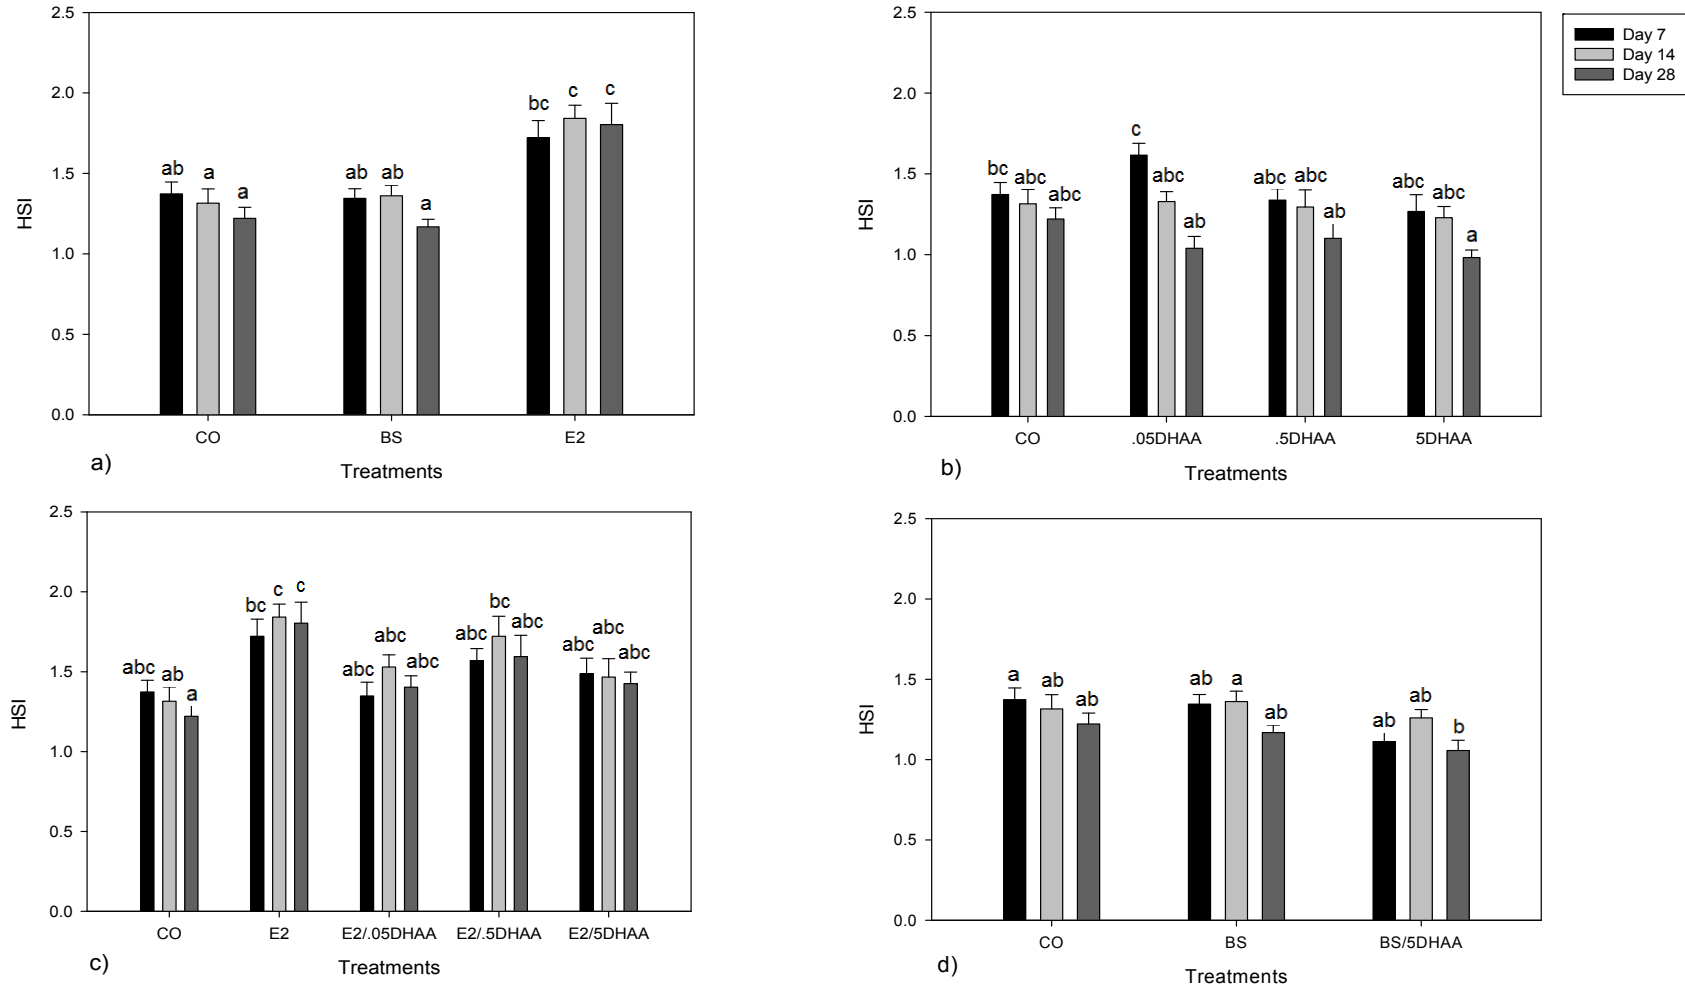 2.5
2.0
1.5
1.0
0.5
0.0
HSI
ab a a
ab ab a
bc c c
CO BS E2
a) Treatments
2.5
2.0
1.5
1.0
0.5
0.0
HSI
bc abc abc
c abc ab
abc abc ab
abc abc a
CO .05DHAA .5DHAA 5DHAA
b) Treatments
Day 7
Day 14
Day 28
2.5
2.0
1.5
1.0
0.5
0.0
HSI
abc ab a
bc c c
abc abc abc
abc bc abc
abc abc abc
CO E2 E2/.05DHAA E2/.5DHAA E2/5DHAA
c) Treatments
2.5
2.0
1.5
1.0
0.5
0.0
HSI
a ab ab
ab a ab
ab ab b
CO BS BS/5DHAA
d) Treatments